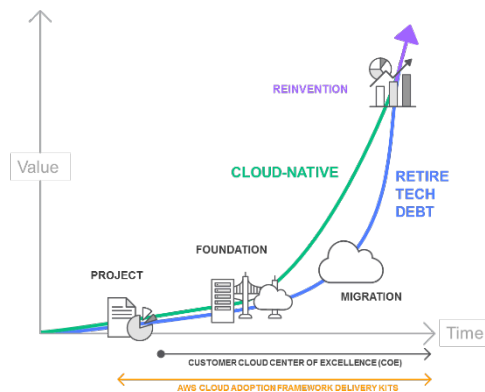 REINVENTION
Value
CLOUD-NATIVE
RETIRE
TECH
DEBT
FOUNDATION
PROJECT
MIGRATION
Time
CUSTOMER CLOUD CENTER OF EXCELLENCE (COE)
AWS CLOUD ADOPTION FRAMEWORK DELIVERY KITS